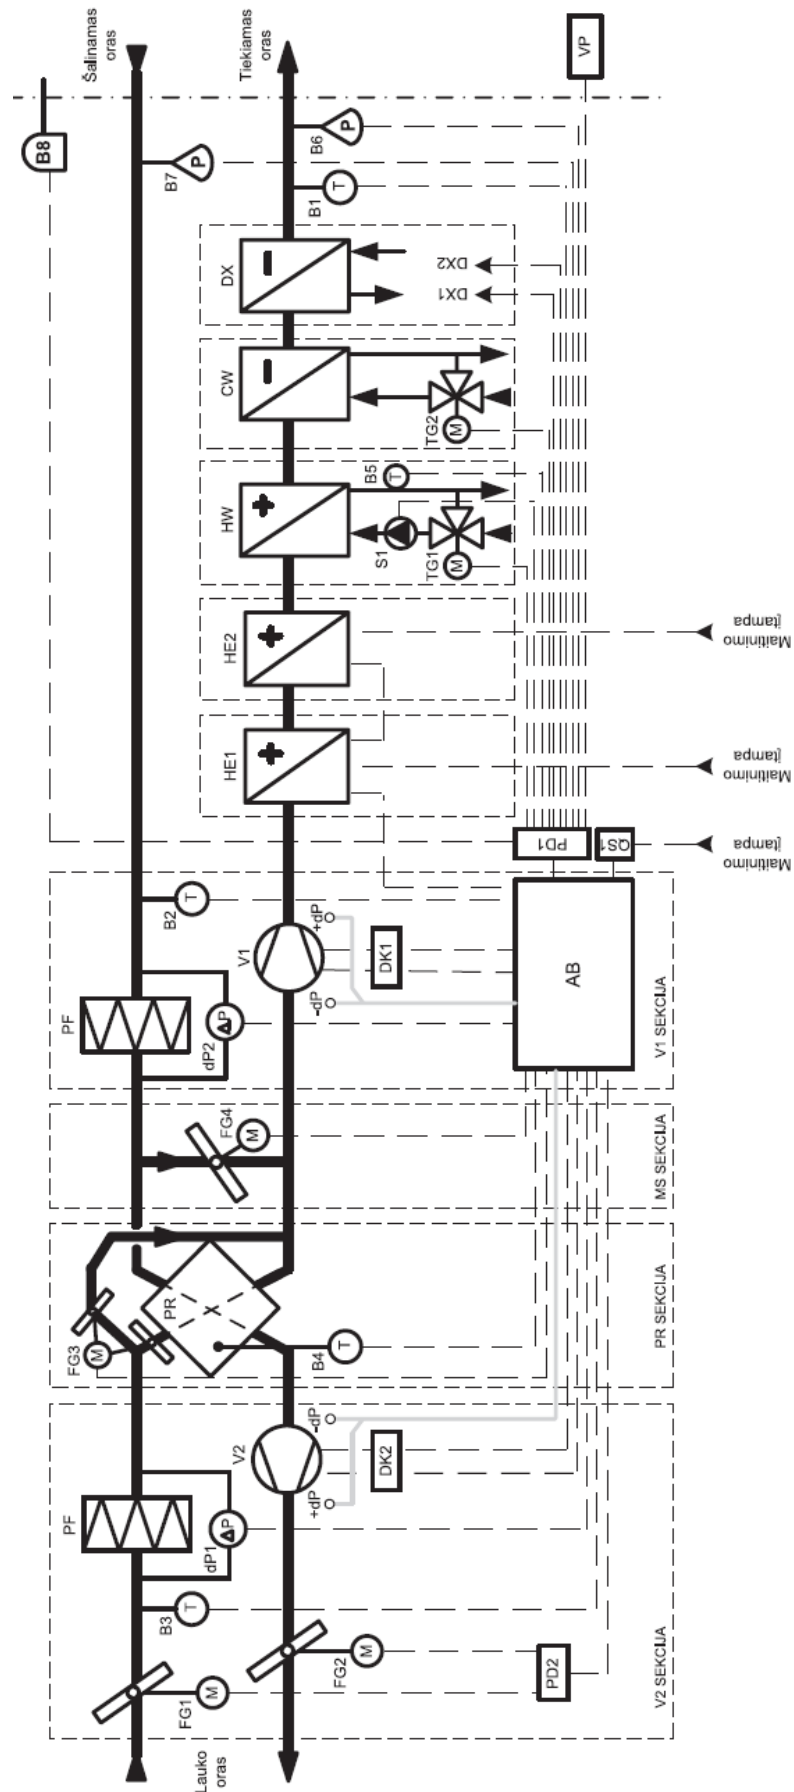 Šalinamas
oras
Tiekiamas
oras
VP
B8
B7
P
B6
P
B1
T
DX
DX1
DX2
CW
TG2
M
HW
B5
T
S1
TG1
M
HE2
HE1
Maitinimo
įtampa
Maitinimo
įtampa
Maitinimo
įtampa
PD1
QS1
B2
T
V1
+dP
-dP
DK1
AB
PF
dP2
ΔP
V1 SEKCIJA
FG4
M
MS SEKCIJA
PR
FG3
M
B4
T
PR SEKCIJA
V2
-dP
+dP
DK2
PF
dP1
ΔP
B3
T
FG2
M
FG1
M
PD2
V2 SEKCIJA
Lauko
oras